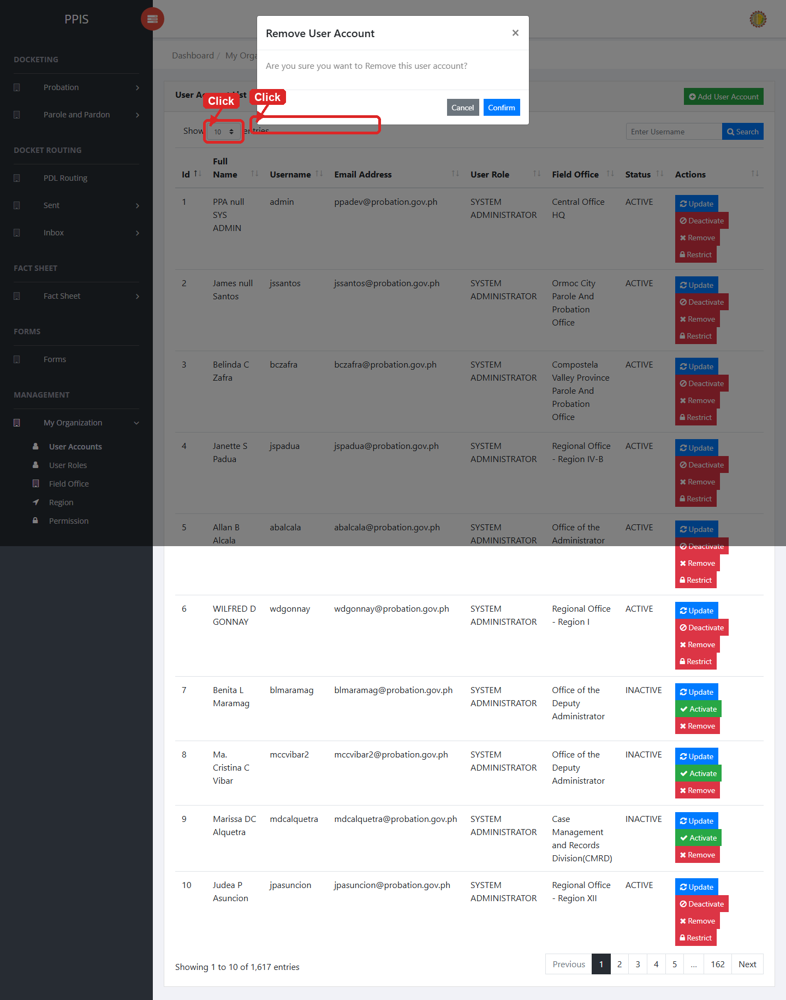 PPIS
DOCKETING
Probation
Parole and Pardon
DOCKET ROUTING
PDL Routing
Sent
Inbox
FACT SHEET
Fact Sheet
FORMS
Forms
MANAGEMENT
My Organization
User Accounts
User Roles
Field Office
Region
Permission
Dashboard / My Orga
Remove User Account ×
Are you sure you want to Remove this user account?
Cancel Confirm
User Ac List
Click
Click
Add User Account
Show 10 entries
Enter Username Search
Id Full Name Username Email Address User Role Field Office Status Actions
1 PPA null SYS ADMIN admin ppadev@probation.gov.ph SYSTEM ADMINISTRATOR Central Office HQ ACTIVE
Update
Deactivate
Remove
Restrict
2 James null Santos jssantos jssantos@probation.gov.ph SYSTEM ADMINISTRATOR Ormoc City Parole And Probation Office ACTIVE
Update
Deactivate
Remove
Restrict
3 Belinda C Zafra bczafra bczafra@probation.gov.ph SYSTEM ADMINISTRATOR Compostela Valley Province Parole And Probation Office ACTIVE
Update
Deactivate
Remove
Restrict
4 Janette S Padua jspadua jspadua@probation.gov.ph SYSTEM ADMINISTRATOR Regional Office - Region IV-B ACTIVE
Update
Deactivate
Remove
Restrict
5 Allan B Alcala abalcala abalcala@probation.gov.ph SYSTEM ADMINISTRATOR Office of the Administrator ACTIVE
Update
Deactivate
Remove
Restrict
6 WILFRED D GONNAY wdgonnay wdgonnay@probation.gov.ph SYSTEM ADMINISTRATOR Regional Office - Region I ACTIVE
Update
Deactivate
Remove
Restrict
7 Benita L Maramag blmaramag blmaramag@probation.gov.ph SYSTEM ADMINISTRATOR Office of the Deputy Administrator INACTIVE
Update
Activate
Remove
8 Ma. Cristina C Vibar mccvibar2 mccvibar2@probation.gov.ph SYSTEM ADMINISTRATOR Office of the Deputy Administrator INACTIVE
Update
Activate
Remove
9 Marissa DC Alquetra mdcalquetra mdcalquetra@probation.gov.ph SYSTEM ADMINISTRATOR Case Management and Records Division(CMRD) INACTIVE
Update
Activate
Remove
10 Judea P Asuncion jpasuncion jpasuncion@probation.gov.ph SYSTEM ADMINISTRATOR Regional Office - Region XII ACTIVE
Update
Deactivate
Remove
Restrict
Showing 1 to 10 of 1,617 entries
Previous 1 2 3 4 5 ... 162 Next